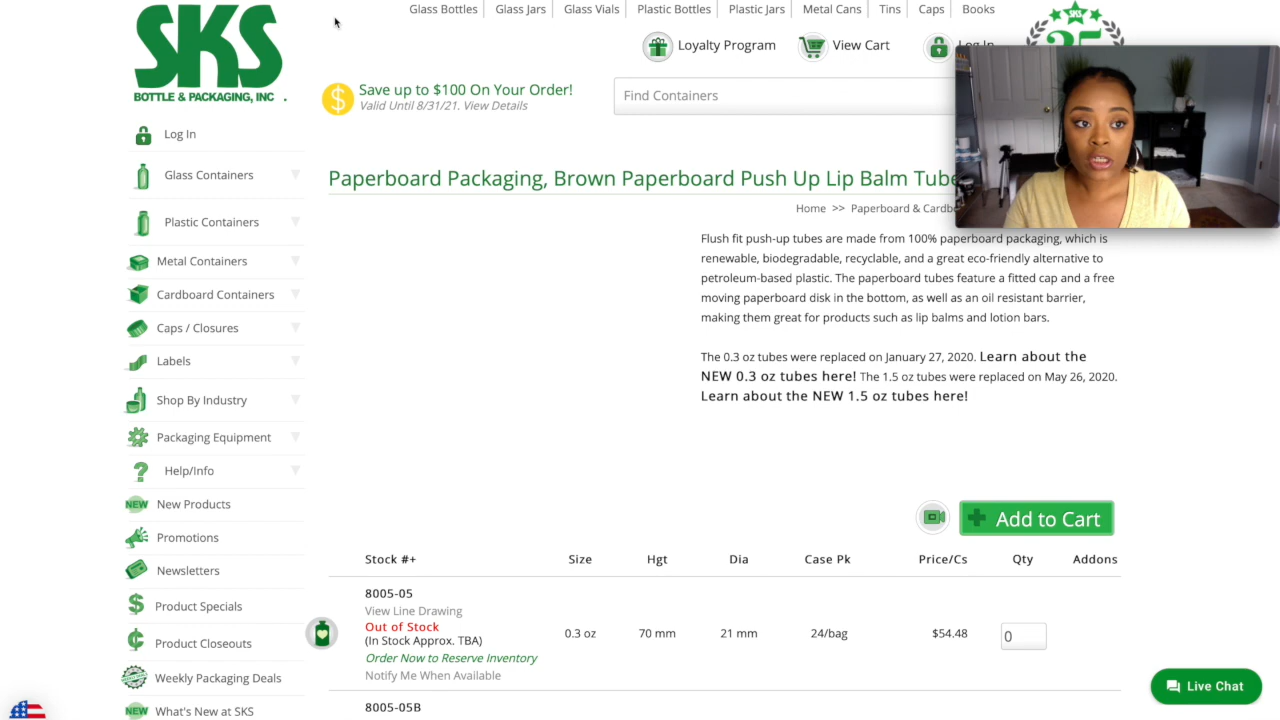 Glass Bottles Glass Jars Glass Vials Plastic Bottles Plastic Jars Metal Cans Tins Caps Books
SKS
BOTTLE & PACKAGING, INC.
Loyalty Program View Cart Log In
$ Save up to $100 On Your Order!
Valid Until 8/31/21. View Details
Find Containers
Log In
Glass Containers
Plastic Containers
Metal Containers
Cardboard Containers
Caps / Closures
Labels
Shop By Industry
Packaging Equipment
Help/Info
NEW New Products
Promotions
Newsletters
Product Specials
Product Closeouts
Weekly Packaging Deals
NEW What's New at SKS
Paperboard Packaging, Brown Paperboard Push Up Lip Balm Tube
Home >> Paperboard & Cardb
Flush fit push-up tubes are made from 100% paperboard packaging, which is
renewable, biodegradable, recyclable, and a great eco-friendly alternative to
petroleum-based plastic. The paperboard tubes feature a fitted cap and a free
moving paperboard disk in the bottom, as well as an oil resistant barrier,
making them great for products such as lip balms and lotion bars.
The 0.3 oz tubes were replaced on January 27, 2020. Learn about the
NEW 0.3 oz tubes here! The 1.5 oz tubes were replaced on May 26, 2020.
Learn about the NEW 1.5 oz tubes here!
Add to Cart
Stock #+ Size Hgt Dia Case Pk Price/Cs Qty Addons
8005-05
View Line Drawing
Out of Stock
(In Stock Approx. TBA)
Order Now to Reserve Inventory
Notify Me When Available
0.3 oz 70 mm 21 mm 24/bag $54.48 0
8005-05B
Live Chat